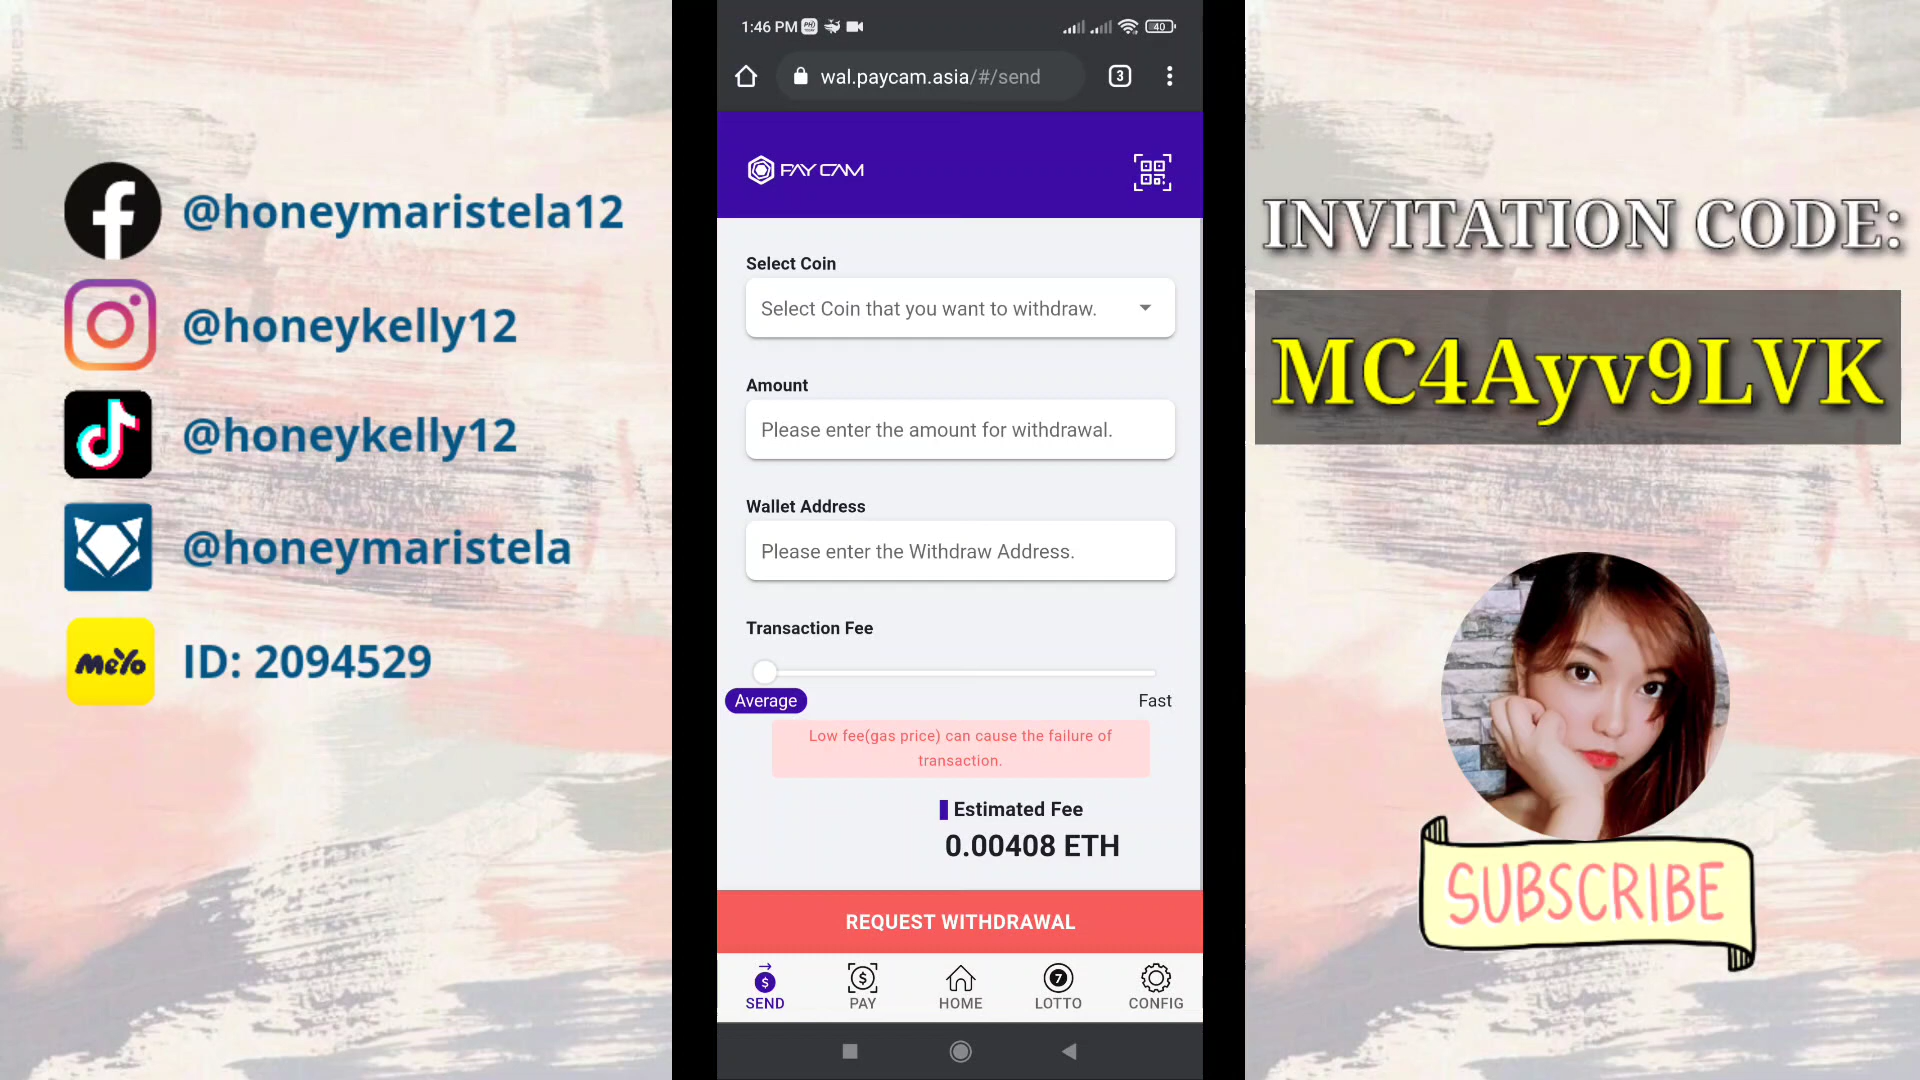 @honeymaristela12
@honeykelly12
@honeykelly12
@honeymaristela
MeYo
ID: 2094529
1:46 PM
40
wal.paycam.asia/#/send
3
PAY CAM
Select Coin
Select Coin that you want to withdraw.
Amount
Please enter the amount for withdrawal.
Wallet Address
Please enter the Withdraw Address.
Transaction Fee
Average
Fast
Low fee(gas price) can cause the failure of
transaction.
Estimated Fee
0.00408 ETH
REQUEST WITHDRAWAL
SEND
PAY
HOME
LOTTO
CONFIG
INVITATION CODE:
MC4Ayv9LVK
SUBSCRIBE